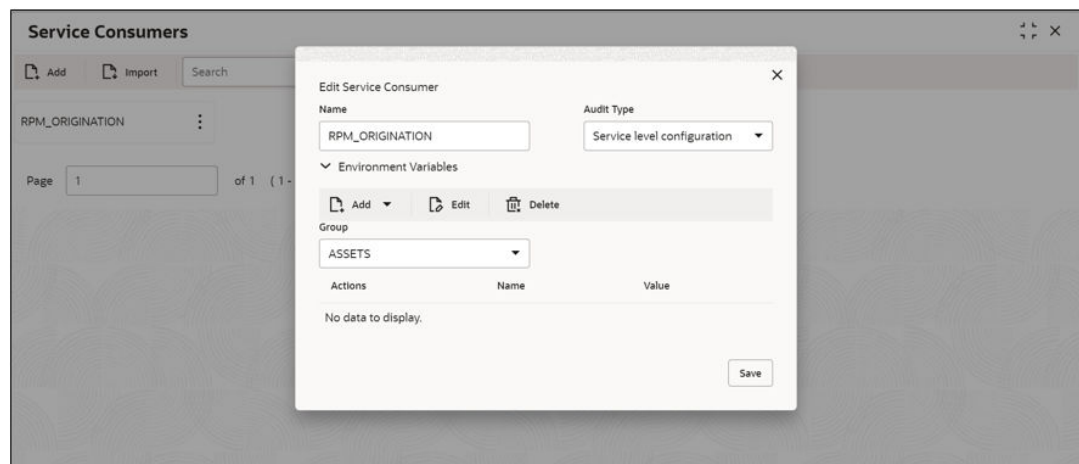 Service Consumers
Add Import Search
RPM_ORIGINATION
Page 1 of 1 (1 -
Edit Service Consumer
Name Audit Type
RPM_ORIGINATION Service level configuration
Environment Variables
Add Edit Delete
Group
ASSETS
Actions Name Value
No data to display.
Save